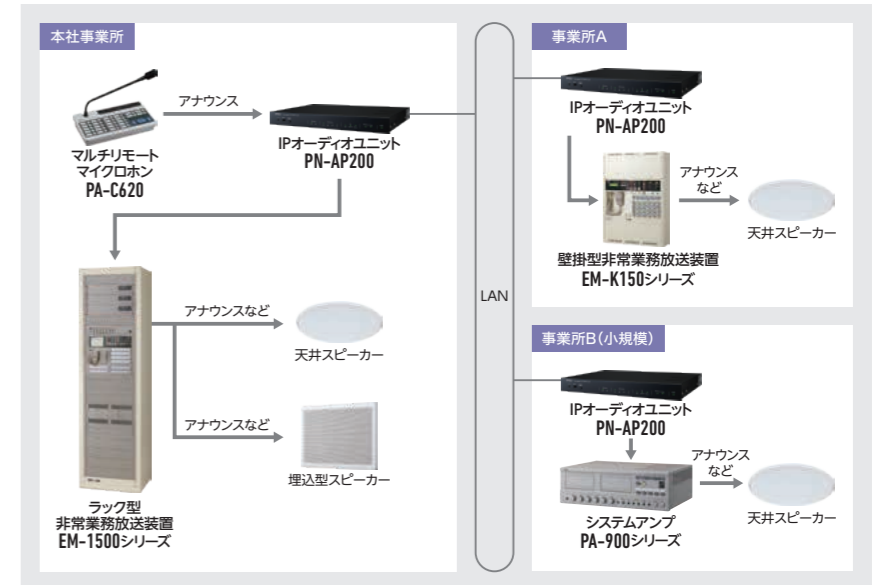 本社事業所
アナウンス
マルチリモート
マイクロホン
PA-C620
IPオーディオユニット
PN-AP200
アナウンスなど
天井スピーカー
アナウンスなど
埋込型スピーカー
ラック型
非常業務放送装置
EM-1500シリーズ
LAN
事業所A
IPオーディオユニット
PN-AP200
アナウンス
など
天井スピーカー
壁掛型非常業務放送装置
EM-K150シリーズ
事業所B(小規模)
IPオーディオユニット
PN-AP200
アナウンス
など
天井スピーカー
システムアンプ
PA-900シリーズ